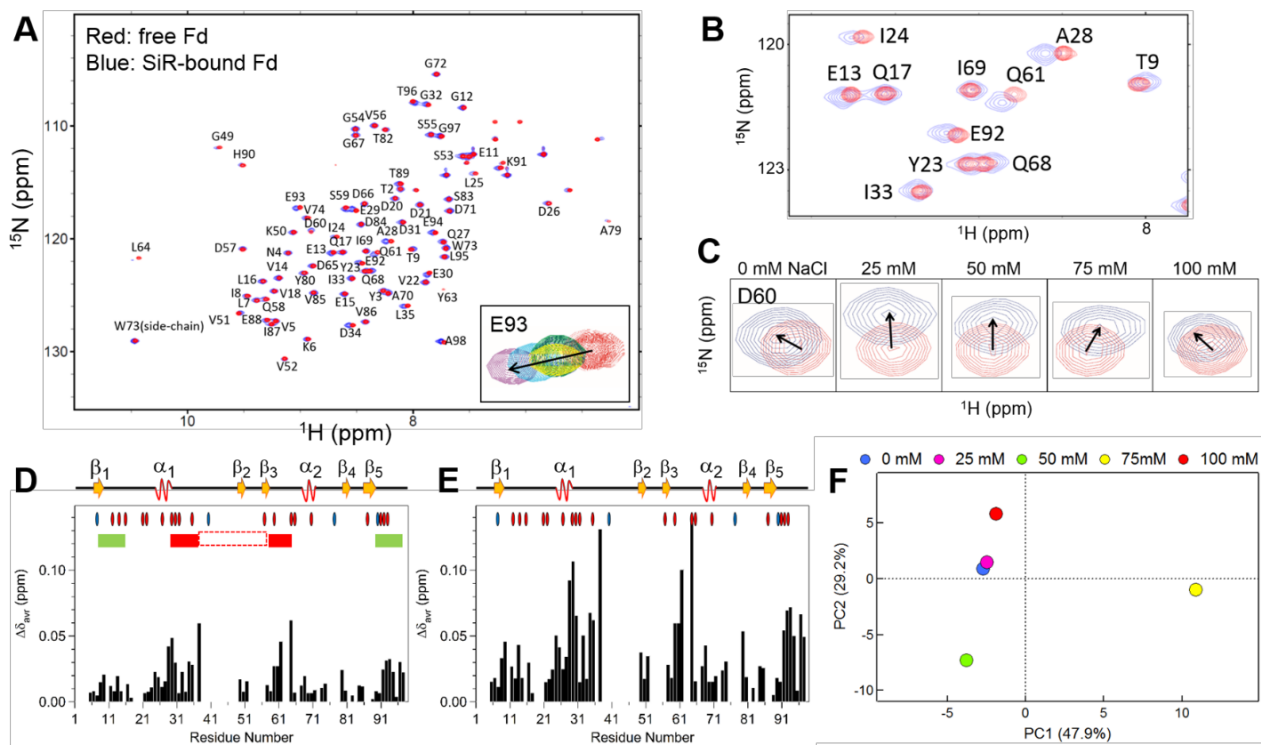 A
Red: free Fd
Blue: SiR-bound Fd
G72
T96
G32
G12
G54
V56
G67
T82
S55
G97
G49
S53
E11
H90
K91
T89
L25
T2
E93
S59
D66
S83
V74
D20
E29
D21
D71
D26
K50
D60
D84
D31
E94
A79
I24
A28
Q27
L64
D57
N4
E13
Q17
I69
Q61
T9
W73
L95
V14
D65
Y23
E92
L16
Y80
I33
Q68
V22
E30
I8
V18
V85
E15
Y3
A70
Y63
L7
Q58
L35
V51
E88
V5
V86
I87
D34
W73(side-chain)
K6
A98
V52
E93
110
120
130
15N (ppm)
10
8
1H (ppm)
B
I24
A28
E13
Q17
I69
Q61
T9
E92
Y23
Q68
I33
120
123
15N (ppm)
1H (ppm)
8
C
0 mM NaCl
25 mM
50 mM
75 mM
100 mM
D60
15N (ppm)
1H (ppm)
D
β1
α1
β2
β3
α2
β4
β5
0.10
0.05
0.00
Δδavr (ppm)
1
11
21
31
41
51
61
71
81
91
Residue Number
E
β1
α1
β2
β3
α2
β4
β5
0.10
0.05
0.00
Δδavr (ppm)
1
11
21
31
41
51
61
71
81
91
Residue Number
F
0 mM
25 mM
50 mM
75mM
100 mM
5
0
-5
-10
PC2 (29.2%)
-5
0
5
10
PC1 (47.9%)